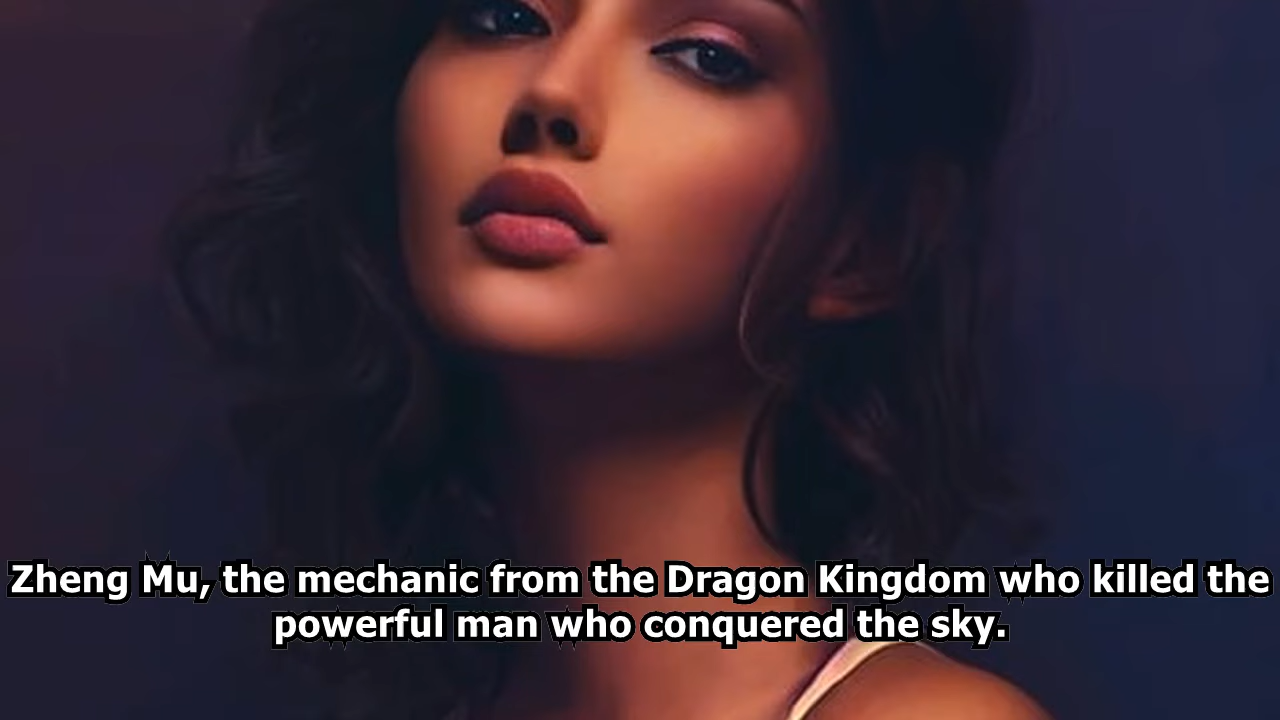 Zheng Mu, the mechanic from the Dragon Kingdom who killed the
powerful man who conquered the sky.